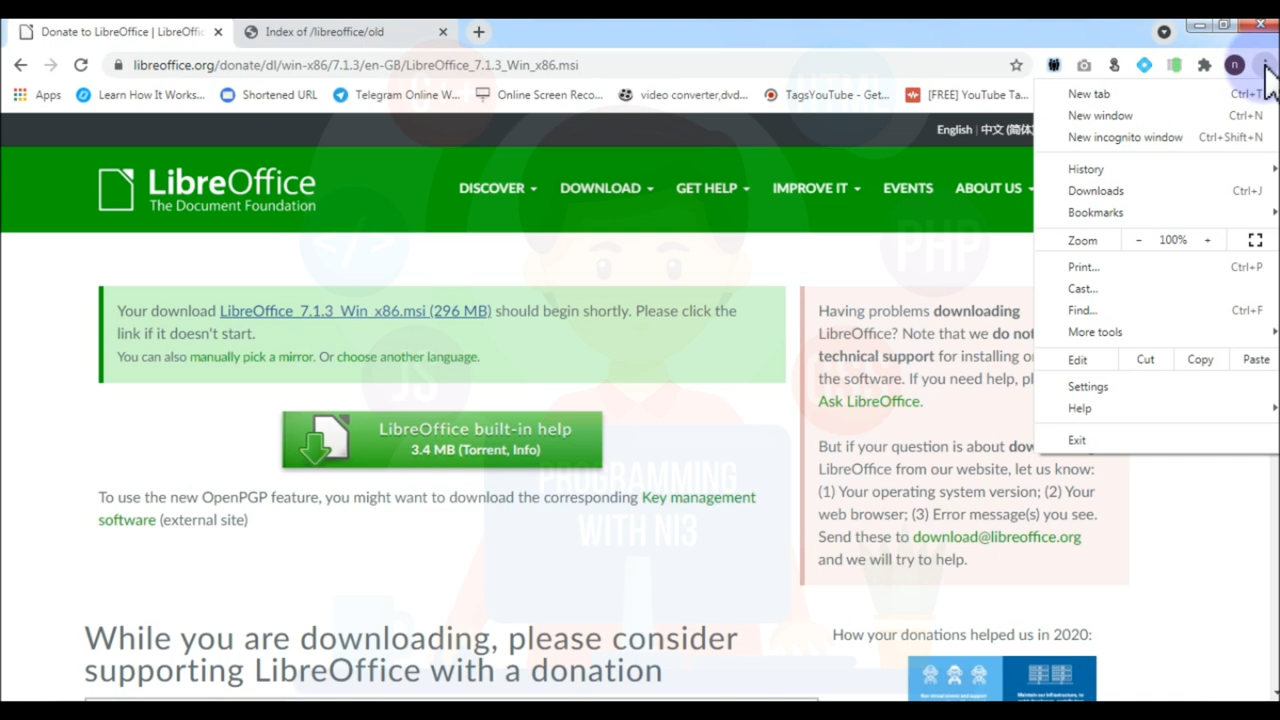 Donate to LibreOffice | LibreOffic
Index of /libreoffice/old
libreoffice.org/donate/dl/win-x86/7.1.3/en-GB/LibreOffice_7.1.3_Win_x86.msi
n
Apps
Learn How It Works...
Shortened URL
Telegram Online W...
Online Screen Reco...
video converter,dvd...
TagsYouTube - Get...
[FREE] YouTube Ta...
English | 中文 (简体
LibreOffice
The Document Foundation
DISCOVER
DOWNLOAD
GET HELP
IMPROVE IT
EVENTS
ABOUT US
New tab Ctrl+T
New window Ctrl+N
New incognito window Ctrl+Shift+N
History
Downloads Ctrl+J
Bookmarks
Zoom - 100% +
Print... Ctrl+P
Cast...
Find... Ctrl+F
More tools
Edit Cut Copy Paste
Settings
Help
Exit
Your download LibreOffice_7.1.3_Win_x86.msi (296 MB) should begin shortly. Please click the
link if it doesn't start.
You can also manually pick a mirror. Or choose another language.
LibreOffice built-in help
3.4 MB (Torrent, Info)
To use the new OpenPGP feature, you might want to download the corresponding Key management
software (external site)
Having problems downloading
LibreOffice? Note that we do not
technical support for installing or
the software. If you need help, pl
Ask LibreOffice.
But if your question is about dow
LibreOffice from our website, let us know:
(1) Your operating system version; (2) Your
web browser; (3) Error message(s) you see.
Send these to download@libreoffice.org
and we will try to help.
While you are downloading, please consider
supporting LibreOffice with a donation
How your donations helped us in 2020:
PHP
JS
</>
PROGRAMMING
WITH NI3